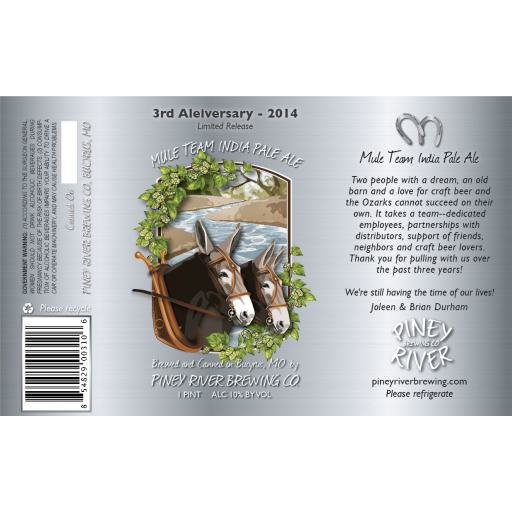 GOVERNMENT WARNING: (1) ACCORDING TO THE SURGEON GENERAL,
WOMEN SHOULD NOT DRINK ALCOHOLIC BEVERAGES DURING
PREGNANCY BECAUSE OF THE RISK OF BIRTH DEFECTS. (2) CONSUMP-
TION OF ALCOHOLIC BEVERAGES IMPAIRS YOUR ABILITY TO DRIVE A
CAR OR OPERATE MACHINERY, AND MAY CAUSE HEALTH PROBLEMS.
Canned On:
PINEY RIVER BREWING CO., BUCYRUS, MO
Please recycle
8 54829 00310 6
3rd Aleiversary - 2014
Limited Release
MULE TEAM INDIA PALE ALE
Brewed and Canned in Bucyrus, MO by
PINEY RIVER BREWING CO.
1 PINT ALC 10% BY VOL
Mule Team India Pale Ale
Two people with a dream, an old
barn and a love for craft beer and
the Ozarks cannot succeed on their
own. It takes a team--dedicated
employees, partnerships with
distributors, support of friends,
neighbors and craft beer lovers.
Thank you for pulling with us over
the past three years!
We're still having the time of our lives!
Joleen & Brian Durham
PINEY
BREWING CO
RIVER
pineyriverbrewing.com
Please refrigerate